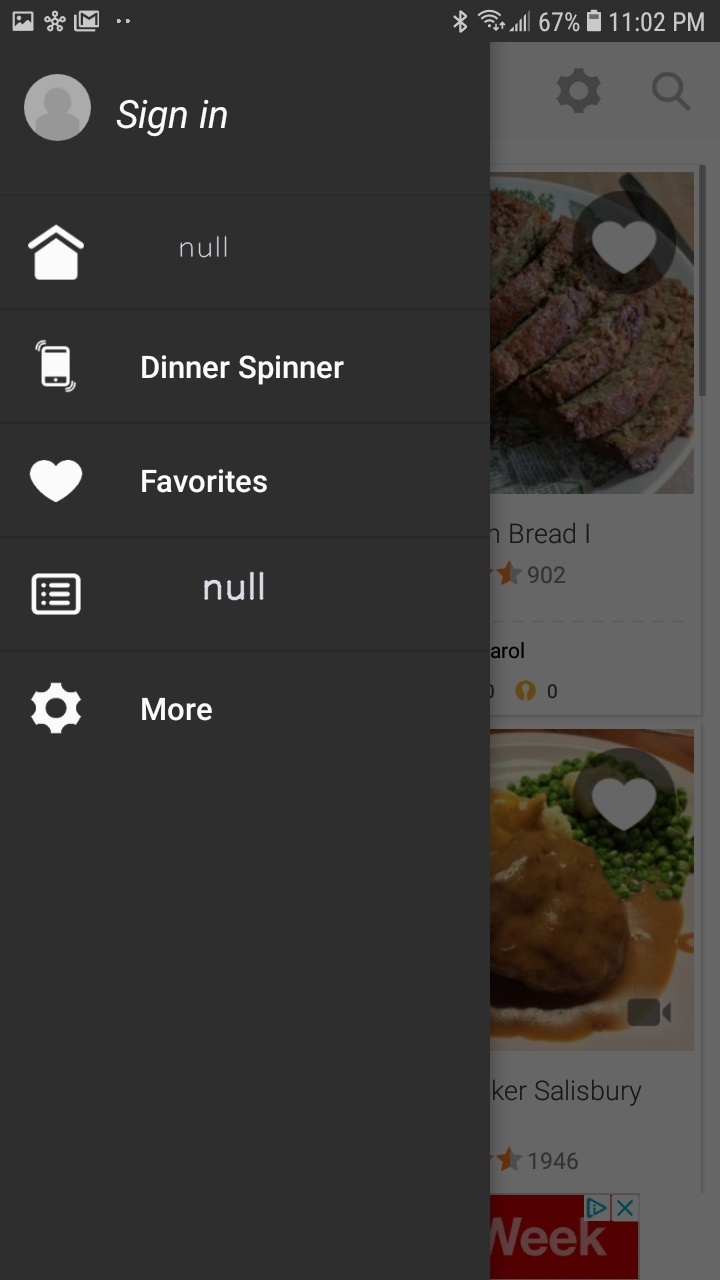 67% 11:02 PM
Sign in
null
Dinner Spinner
Favorites
null
More
n Bread I
902
arol
0 0
ker Salisbury
1946
Week